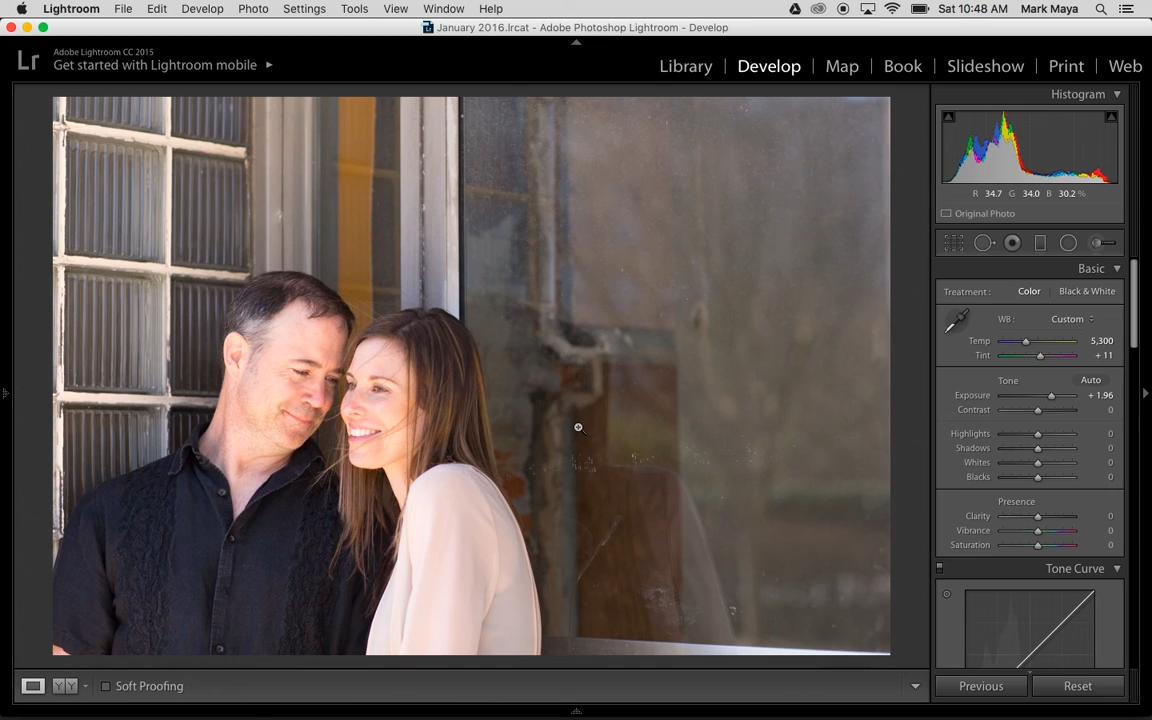 Lightroom File Edit Develop Photo Settings Tools View Window Help Sat 10:48 AM Mark Maya
January 2016.lrcat - Adobe Photoshop Lightroom - Develop
Lr Adobe Lightroom CC 2015
Get started with Lightroom mobile
Library | Develop | Map | Book | Slideshow | Print | Web
Histogram
R 34.7 G 34.0 B 30.2 %
Original Photo
Basic
Treatment : Color Black & White
WB : Custom
Temp 5,300
Tint + 11
Tone Auto
Exposure + 1.96
Contrast 0
Highlights 0
Shadows 0
Whites 0
Blacks 0
Presence
Clarity 0
Vibrance 0
Saturation 0
Tone Curve
Y Y Soft Proofing
Previous Reset